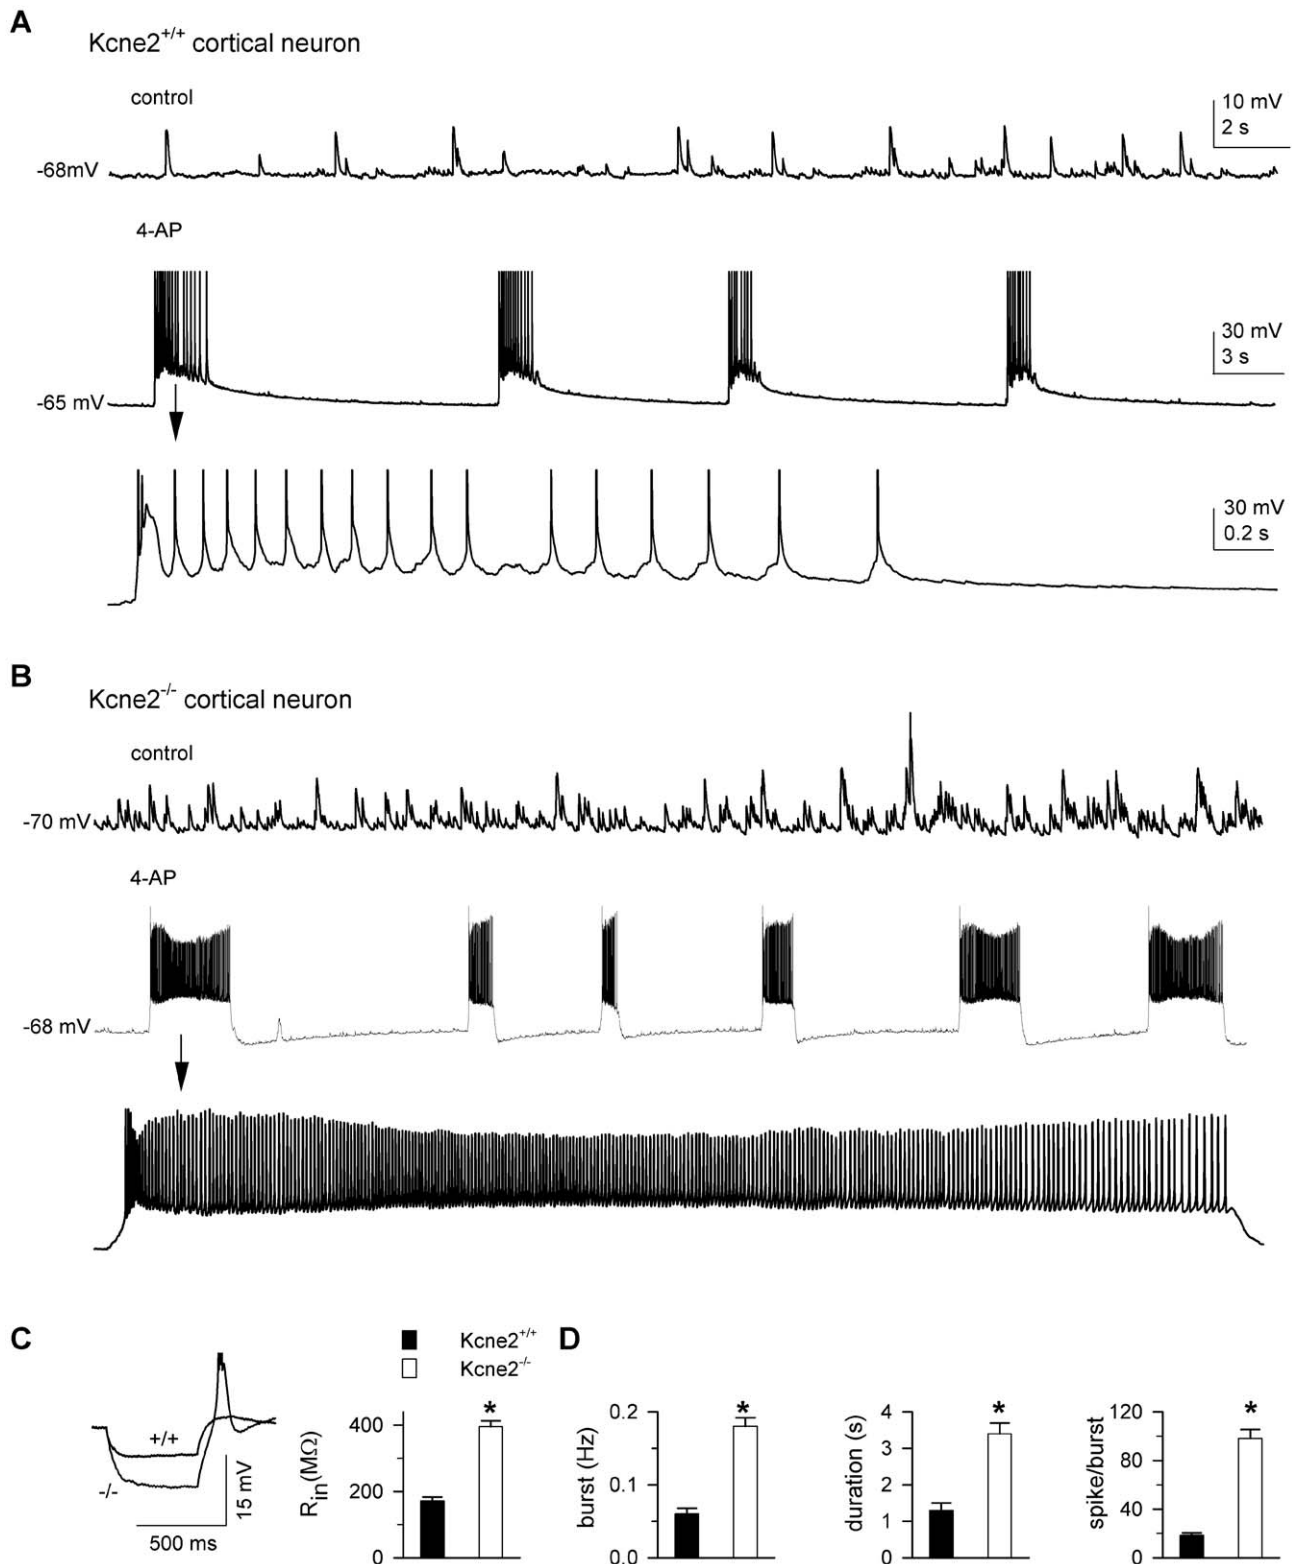 A
Kcne2+/+ cortical neuron
control
10 mV
2 s
-68mV
4-AP
30 mV
3 s
-65 mV
30 mV
0.2 s
B
Kcne2-/- cortical neuron
control
-70 mV
4-AP
-68 mV
C
Kcne2+/+
D
Kcne2-/-
+/+
-/-
15 mV
500 ms
Rin(MΩ)
400
200
0
*
burst (Hz)
0.2
0.1
0.0
*
duration (s)
4
3
2
1
0
*
spike/burst
120
80
40
0
*